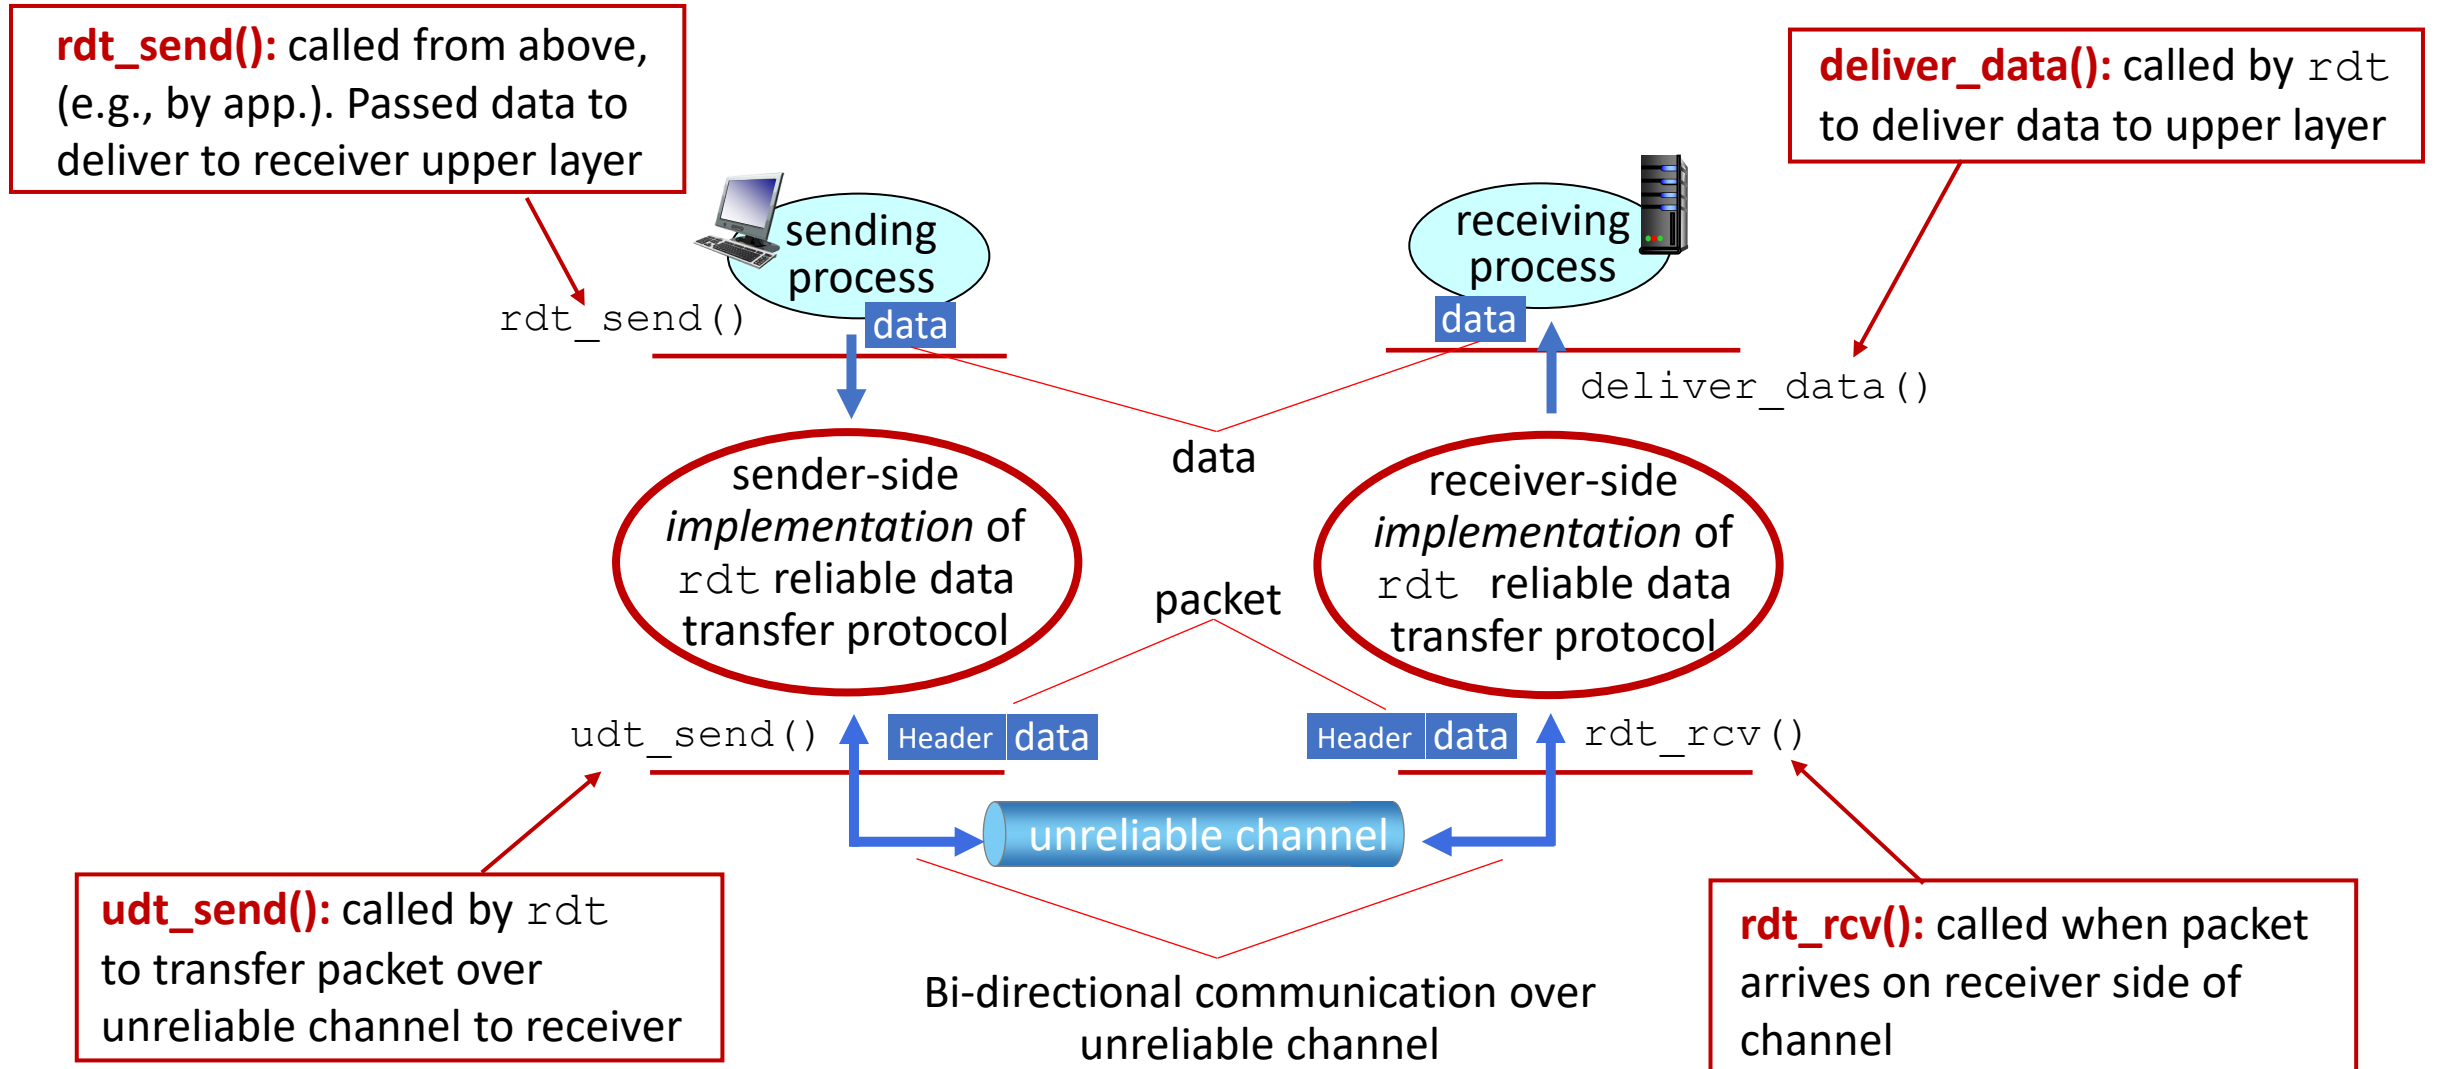 rdt_send(): called from above,
(e.g., by app.). Passed data to
deliver to receiver upper layer
deliver_data(): called by rdt
to deliver data to upper layer
sending
process
receiving
process
rdt_send()
data
data
deliver_data()
data
sender-side
implementation of
rdt reliable data
transfer protocol
receiver-side
implementation of
rdt reliable data
transfer protocol
packet
udt_send()
Header data
Header data
rdt_rcv()
unreliable channel
udt_send(): called by rdt
to transfer packet over
unreliable channel to receiver
Bi-directional communication over
unreliable channel
rdt_rcv(): called when packet
arrives on receiver side of
channel